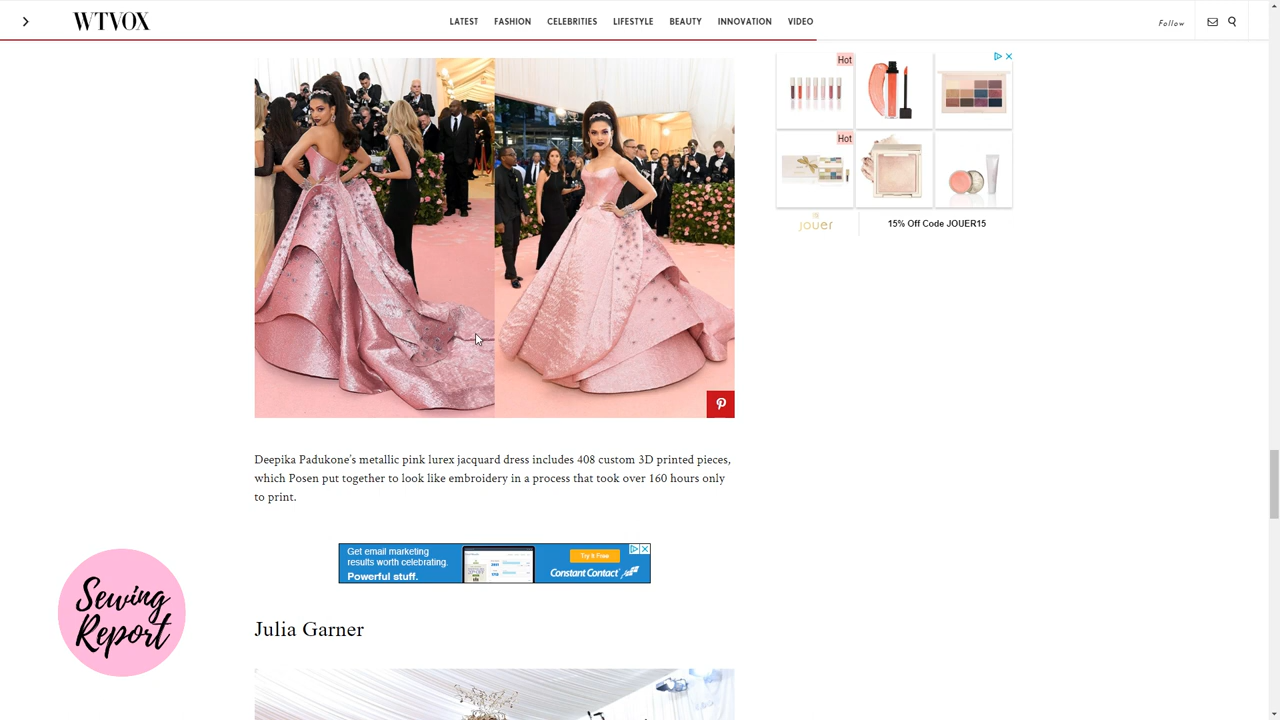 WTVOX
LATEST FASHION CELEBRITIES LIFESTYLE BEAUTY INNOVATION VIDEO
Follow
Hot
Hot
jouer
15% Off Code JOUER15
Deepika Padukone's metallic pink lurex jacquard dress includes 408 custom 3D printed pieces,
which Posen put together to look like embroidery in a process that took over 160 hours only
to print.
Get email marketing
results worth celebrating.
Powerful stuff.
Try It Free
Constant Contact
Sewing
Report
Julia Garner